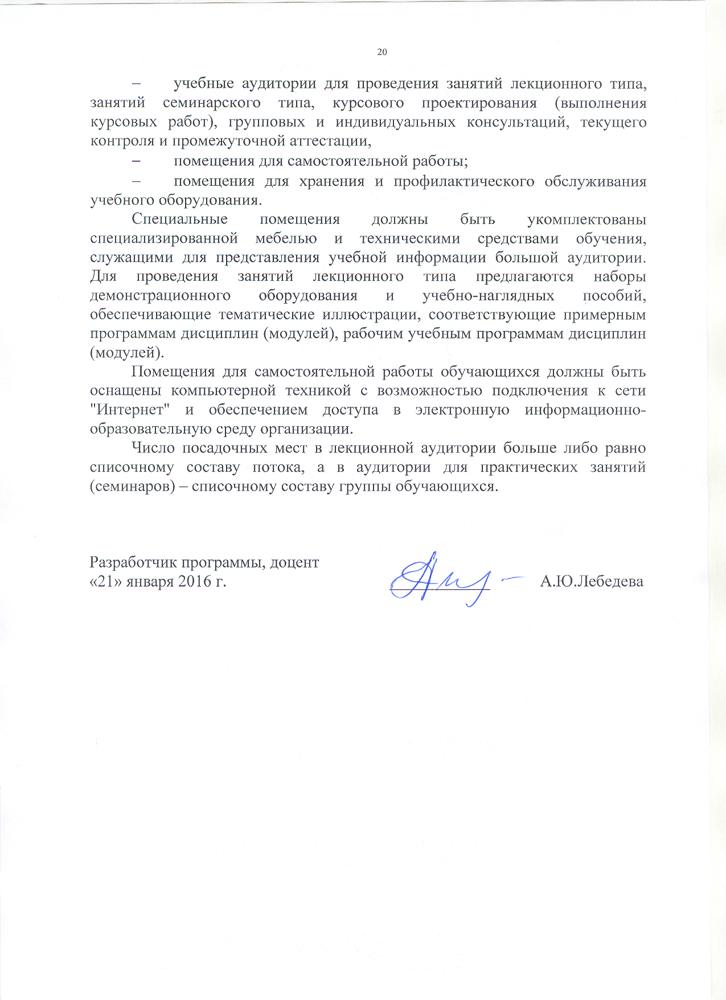 20
– учебные аудитории для проведения занятий лекционного типа,
занятий семинарского типа, курсового проектирования (выполнения
курсовых работ), групповых и индивидуальных консультаций, текущего
контроля и промежуточной аттестации,
– помещения для самостоятельной работы;
– помещения для хранения и профилактического обслуживания
учебного оборудования.
Специальные помещения должны быть укомплектованы
специализированной мебелью и техническими средствами обучения,
служащими для представления учебной информации большой аудитории.
Для проведения занятий лекционного типа предлагаются наборы
демонстрационного оборудования и учебно-наглядных пособий,
обеспечивающие тематические иллюстрации, соответствующие примерным
программам дисциплин (модулей), рабочим учебным программам дисциплин
(модулей).
Помещения для самостоятельной работы обучающихся должны быть
оснащены компьютерной техникой с возможностью подключения к сети
"Интернет" и обеспечением доступа в электронную информационно-
образовательную среду организации.
Число посадочных мест в лекционной аудитории больше либо равно
списочному составу потока, а в аудитории для практических занятий
(семинаров) – списочному составу группы обучающихся.
Разработчик программы, доцент
«21» января 2016 г. А.Ю.Лебедева